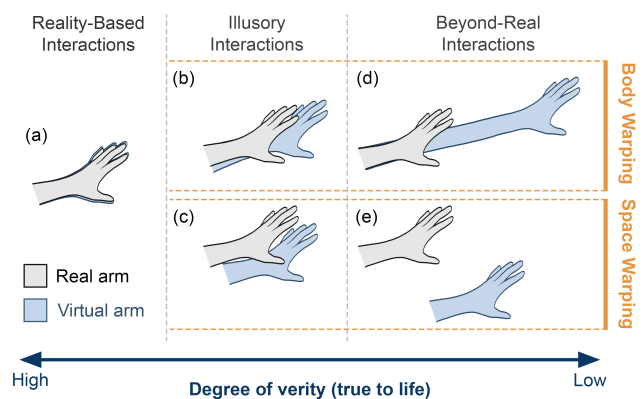 Reality-Based
Interactions
Illusory
Interactions
Beyond-Real
Interactions
(a)
(b)
(d)
Body Warping
(c)
(e)
Space Warping
Real arm
Virtual arm
High
Low
Degree of verity (true to life)